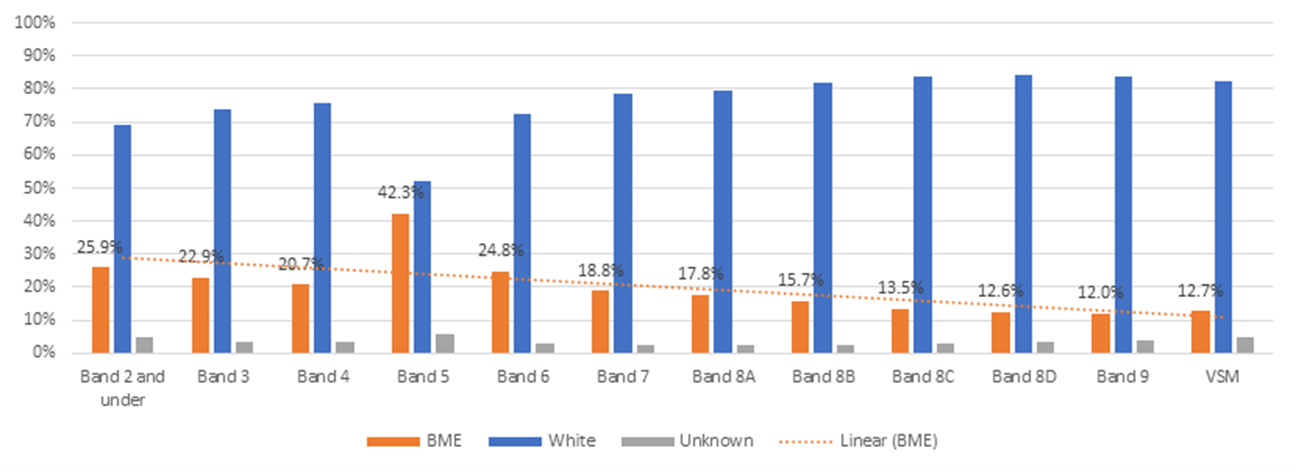 100%
90%
80%
70%
60%
50%
40%
30%
20%
10%
0%
25.9%
22.9%
20.7%
42.3%
24.8%
18.8%
17.8%
15.7%
13.5%
12.6%
12.0%
12.7%
Band 2 and
under
Band 3
Band 4
Band 5
Band 6
Band 7
Band 8A
Band 8B
Band 8C
Band 8D
Band 9
VSM
BME
White
Unknown
Linear (BME)